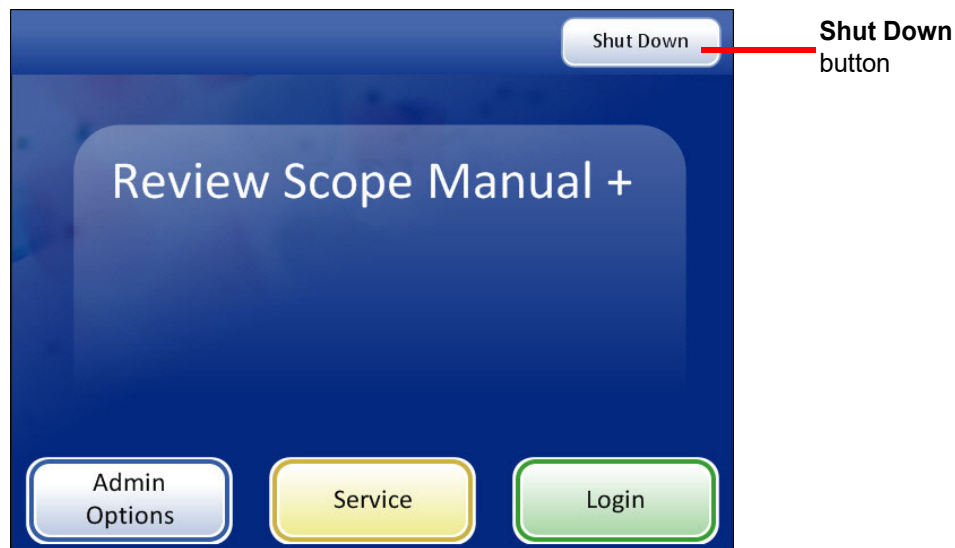 Shut Down
Shut Down
button
Review Scope Manual +
Admin
Options
Service
Login